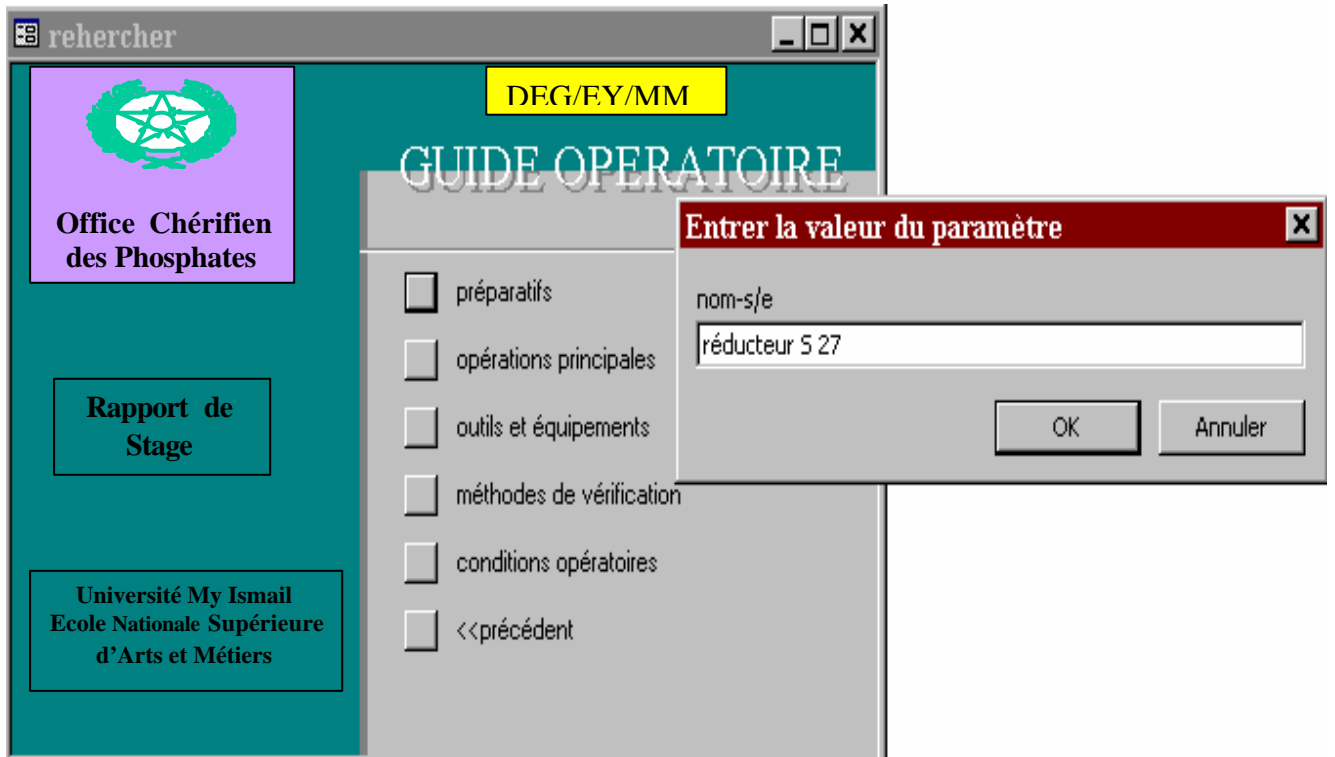 rehercher
Office Chérifien
des Phosphates
DEG/EY/MM
GUIDE OPERATOIRE
Entrer la valeur du paramètre
nom-s/e
réducteur S 27
OK
Annuler
préparatifs
opérations principales
outils et équipements
méthodes de vérification
conditions opératoires
<<précédent
Rapport de
Stage
Université My Ismail
Ecole Nationale Supérieure
d'Arts et Métiers